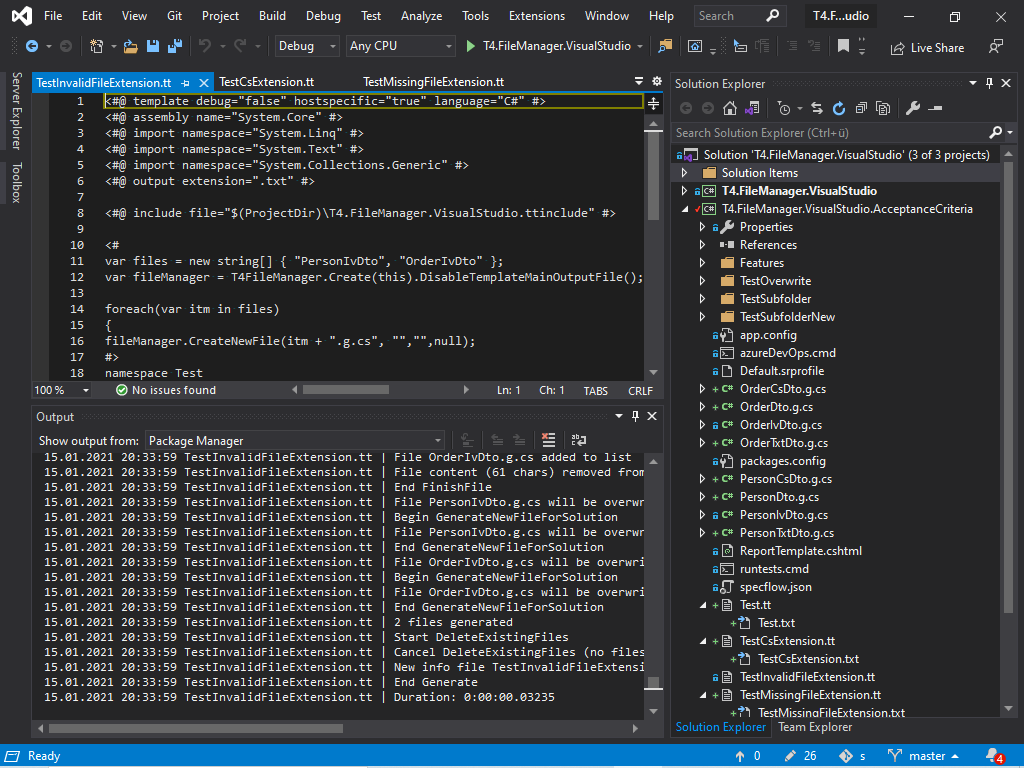 File Edit View Git Project Build Debug Test Analyze Tools Extensions Window Help Search T4.F...udio
Debug Any CPU T4.FileManager.VisualStudio Live Share
Server Explorer
Toolbox
TestInvalidFileExtension.tt TestCsExtension.tt TestMissingFileExtension.tt
1 <#@ template debug="false" hostspecific="true" language="C#" #>
2 <#@ assembly name="System.Core" #>
3 <#@ import namespace="System.Linq" #>
4 <#@ import namespace="System.Text" #>
5 <#@ import namespace="System.Collections.Generic" #>
6 <#@ output extension=".txt" #>
7
8 <#@ include file="$(ProjectDir)\T4.FileManager.VisualStudio.ttinclude" #>
9
10 <#
11 var files = new string[] { "PersonIvDto", "OrderIvDto" };
12 var fileManager = T4FileManager.Create(this).DisableTemplateMainOutputFile();
13
14 foreach(var itm in files)
15 {
16 fileManager.CreateNewFile(itm + ".g.cs", "","",null);
17 #>
18 namespace Test
100 % No issues found Ln: 1 Ch: 1 TABS CRLF
Output
Show output from: Package Manager
15.01.2021 20:33:59 TestInvalidFileExtension.tt | File OrderIvDto.g.cs added to list
15.01.2021 20:33:59 TestInvalidFileExtension.tt | File content (61 chars) removed from
15.01.2021 20:33:59 TestInvalidFileExtension.tt | End FinishFile
15.01.2021 20:33:59 TestInvalidFileExtension.tt | File PersonIvDto.g.cs will be overwr
15.01.2021 20:33:59 TestInvalidFileExtension.tt | Begin GenerateNewFileForSolution
15.01.2021 20:33:59 TestInvalidFileExtension.tt | File PersonIvDto.g.cs will be overwr
15.01.2021 20:33:59 TestInvalidFileExtension.tt | End GenerateNewFileForSolution
15.01.2021 20:33:59 TestInvalidFileExtension.tt | File OrderIvDto.g.cs will be overwri
15.01.2021 20:33:59 TestInvalidFileExtension.tt | Begin GenerateNewFileForSolution
15.01.2021 20:33:59 TestInvalidFileExtension.tt | File OrderIvDto.g.cs will be overwri
15.01.2021 20:33:59 TestInvalidFileExtension.tt | End GenerateNewFileForSolution
15.01.2021 20:33:59 TestInvalidFileExtension.tt | 2 files generated
15.01.2021 20:33:59 TestInvalidFileExtension.tt | Start DeleteExistingFiles
15.01.2021 20:33:59 TestInvalidFileExtension.tt | Cancel DeleteExistingFiles (no files
15.01.2021 20:33:59 TestInvalidFileExtension.tt | New info file TestInvalidFileExtensi
15.01.2021 20:33:59 TestInvalidFileExtension.tt | End Generate
15.01.2021 20:33:59 TestInvalidFileExtension.tt | Duration: 0:00:00.03235
Solution Explorer
Search Solution Explorer (Ctrl+ü)
Solution 'T4.FileManager.VisualStudio' (3 of 3 projects)
Solution Items
C# T4.FileManager.VisualStudio
C# T4.FileManager.VisualStudio.AcceptanceCriteria
Properties
References
Features
TestOverwrite
TestSubfolder
TestSubfolderNew
app.config
azureDevOps.cmd
Default.srprofile
C# OrderCsDto.g.cs
C# OrderDto.g.cs
C# OrderIvDto.g.cs
C# OrderTxtDto.g.cs
packages.config
C# PersonCsDto.g.cs
C# PersonDto.g.cs
C# PersonIvDto.g.cs
C# PersonTxtDto.g.cs
ReportTemplate.cshtml
runtests.cmd
specflow.json
Test.tt
Test.txt
TestCsExtension.tt
TestCsExtension.txt
TestInvalidFileExtension.tt
TestMissingFileExtension.tt
TestMissingFileExtension.txt
Solution Explorer Team Explorer
Ready 0 26 s master 4